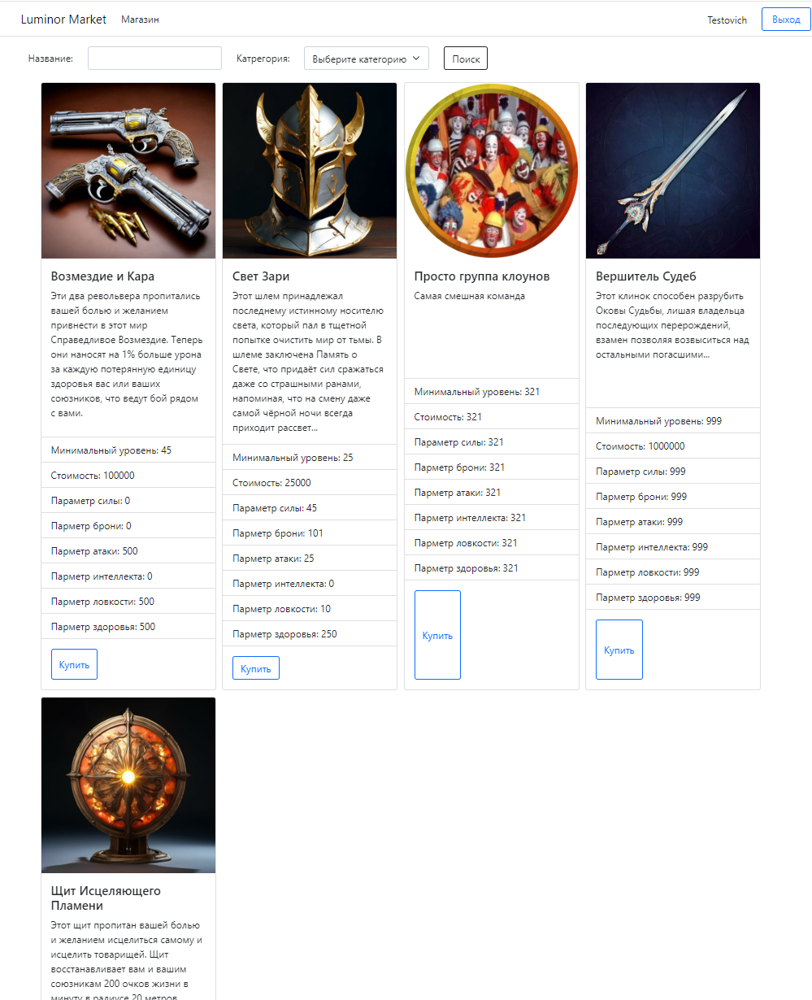 Luminor Market
Магазин
Testovich
Выход
Название:
Катрегория:
Выберите категорию
Поиск
Возмездие и Кара
Эти два револьвера пропитались
вашей болью и желанием
привнести в этот мир
Справедливое Возмездие. Теперь
они наносят на 1% больше урона
за каждую потерянную единицу
здоровья вас или ваших
союзников, что ведут бой рядом
с вами.
Минимальный уровень: 45
Стоимость: 100000
Параметр силы: 0
Парметр брони: 0
Парметр атаки: 500
Парметр интеллекта: 0
Парметр ловкости: 500
Парметр здоровья: 500
Купить
Свет Зари
Этот шлем принадлежал
последнему истинному носителю
света, который пал в тщетной
попытке очистить мир от тьмы. В
шлеме заключена Память о
Свете, что придаёт сил сражаться
даже со страшными ранами,
напоминая, что на смену даже
самой чёрной ночи всегда
приходит рассвет...
Минимальный уровень: 25
Стоимость: 25000
Параметр силы: 45
Парметр брони: 101
Парметр атаки: 25
Парметр интеллекта: 0
Парметр ловкости: 10
Парметр здоровья: 250
Купить
Просто группа клоунов
Самая смешная команда
Минимальный уровень: 321
Стоимость: 321
Параметр силы: 321
Парметр брони: 321
Парметр атаки: 321
Парметр интеллекта: 321
Парметр ловкости: 321
Парметр здоровья: 321
Купить
Вершитель Судеб
Этот клинок способен разрубить
Оковы Судьбы, лишая владельца
последующих перерождений,
взамен позволяя возвыситься над
остальными погасшими...
Минимальный уровень: 999
Стоимость: 1000000
Параметр силы: 999
Парметр брони: 999
Парметр атаки: 999
Парметр интеллекта: 999
Парметр ловкости: 999
Парметр здоровья: 999
Купить
Щит Исцеляющего
Пламени
Этот щит пропитан вашей болью
и желанием исцелиться самому и
исцелить товарищей. Щит
восстанавливает вам и вашим
союзникам 200 очков жизни в
минуту в радиусе 20 метров